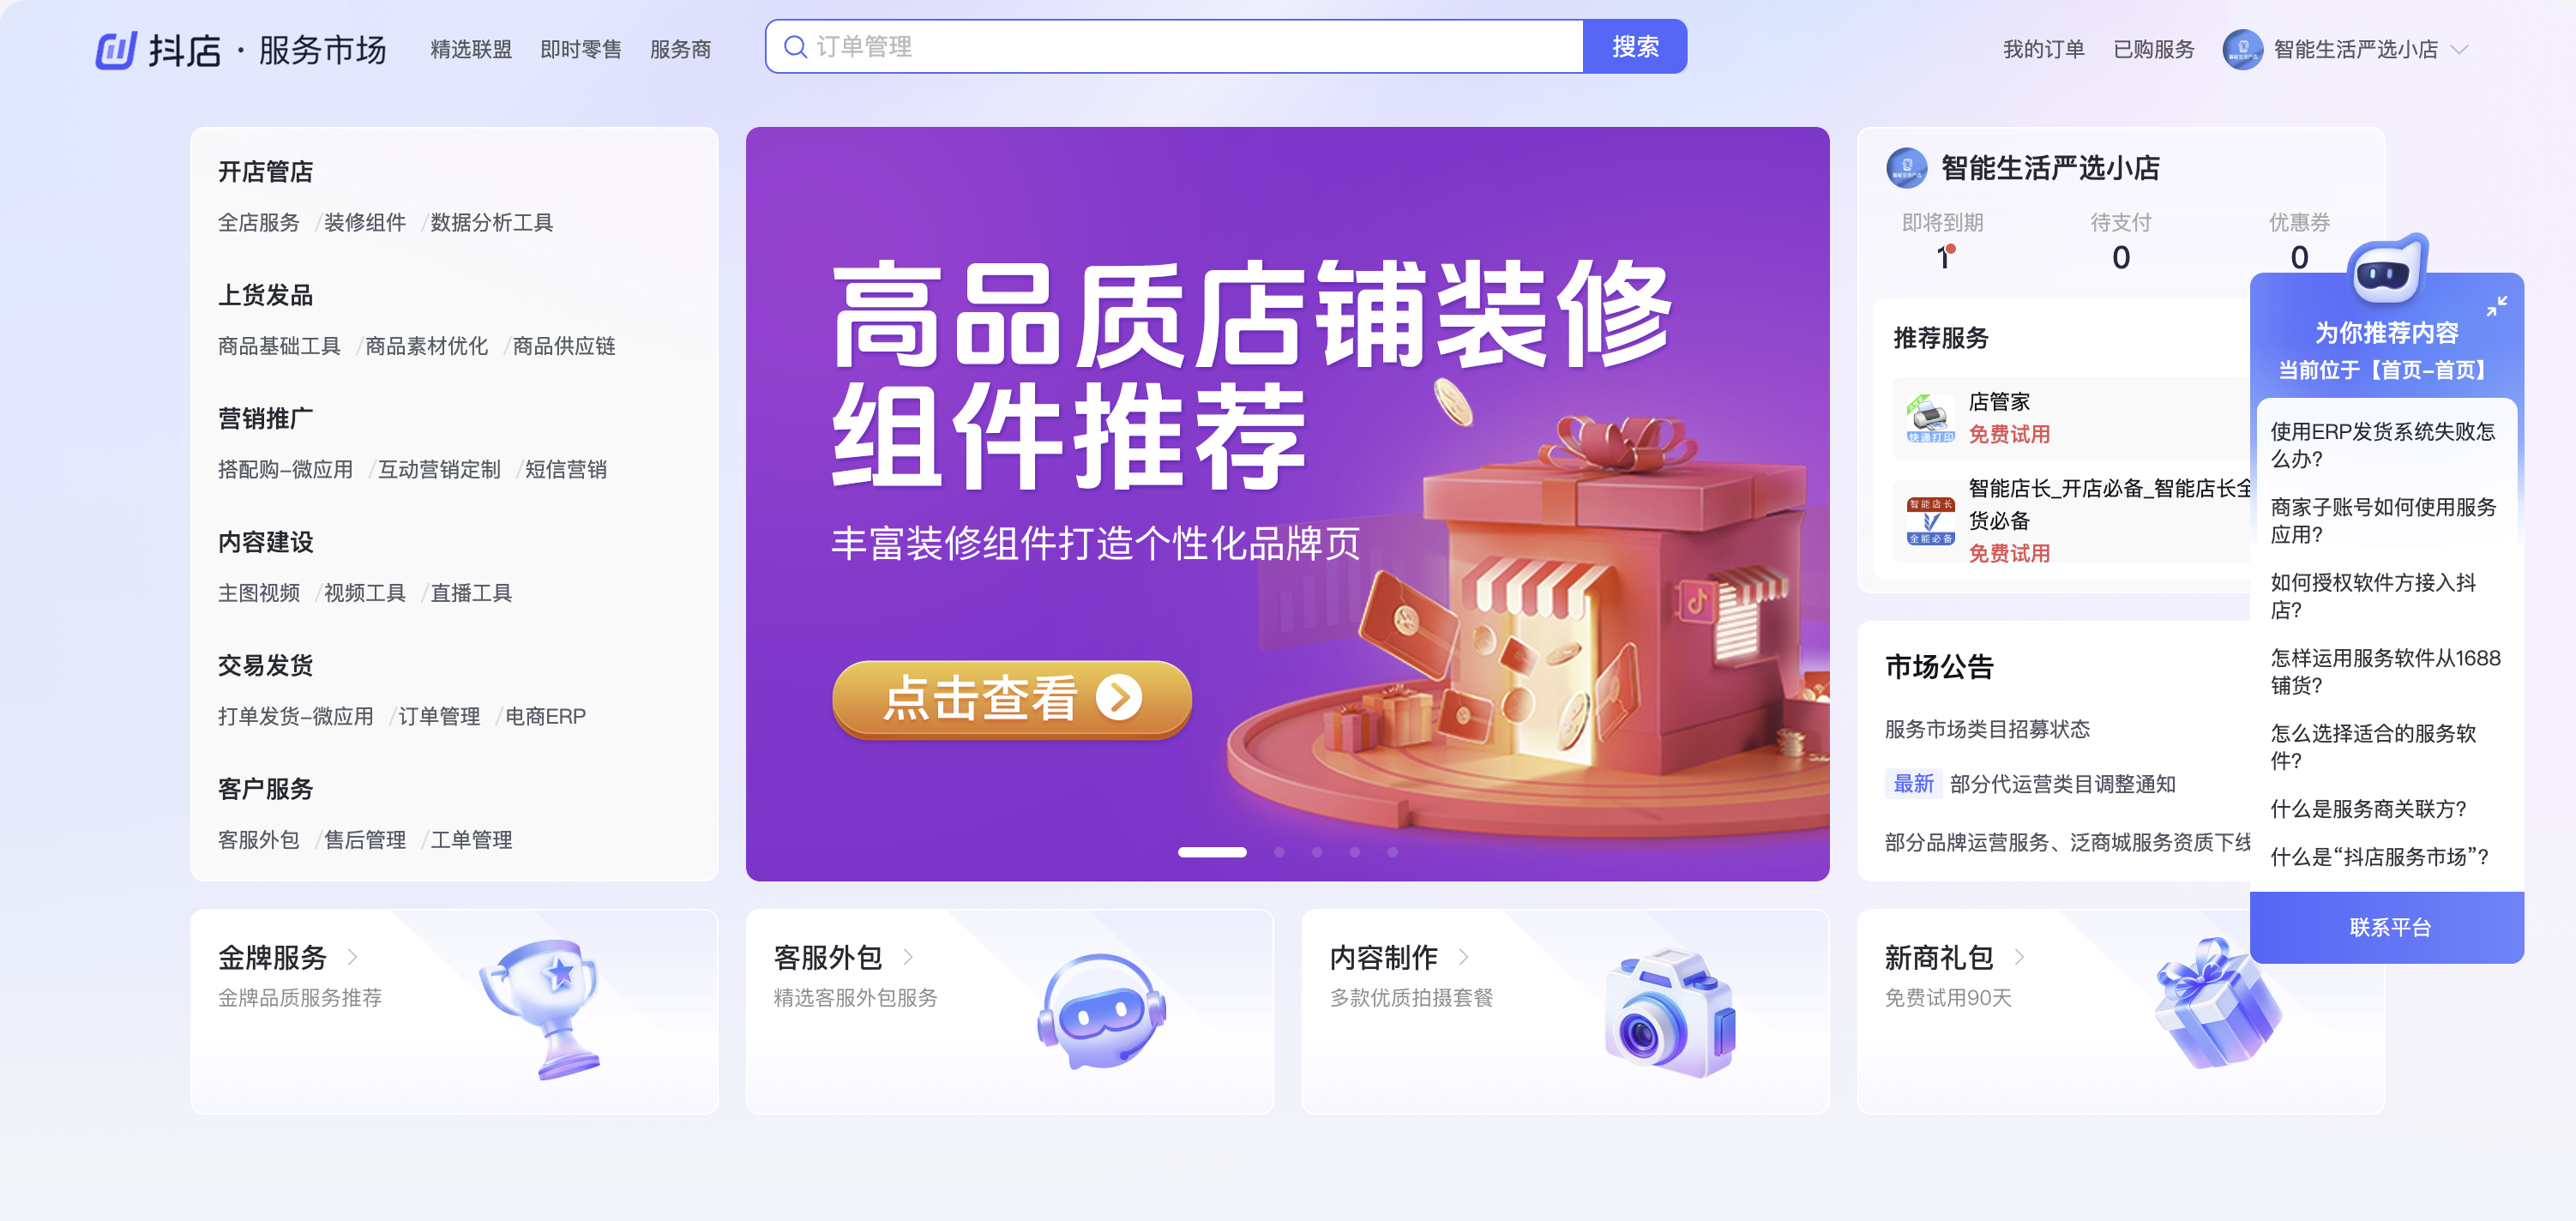 抖店 · 服务市场
精选联盟 即时零售 服务商
订单管理
搜索
我的订单 已购服务 智能生活严选小店
开店管店
全店服务 / 装修组件 / 数据分析工具
上货发品
商品基础工具 / 商品素材优化 / 商品供应链
营销推广
搭配购-微应用 / 互动营销定制 / 短信营销
内容建设
主图视频 / 视频工具 / 直播工具
交易发货
打单发货-微应用 / 订单管理 / 电商ERP
客户服务
客服外包 / 售后管理 / 工单管理
高品质店铺装修
组件推荐
丰富装修组件打造个性化品牌页
点击查看
智能生活严选小店
即将到期 待支付 优惠券
1 0 0
推荐服务
快递打印
店管家
免费试用
智能店长
全能必备
智能店长_开店必备_智能店长全
货必备
免费试用
市场公告
服务市场类目招募状态
最新 部分代运营类目调整通知
部分品牌运营服务、泛商城服务资质下线
为你推荐内容
当前位于【首页-首页】
使用ERP发货系统失败怎
么办?
商家子账号如何使用服务
应用?
如何授权软件方接入抖
店?
怎样运用服务软件从1688
铺货?
怎么选择适合的服务软
件?
什么是服务商关联方?
什么是“抖店服务市场”?
联系平台
金牌服务
金牌品质服务推荐
客服外包
精选客服外包服务
内容制作
多款优质拍摄套餐
新商礼包
免费试用90天